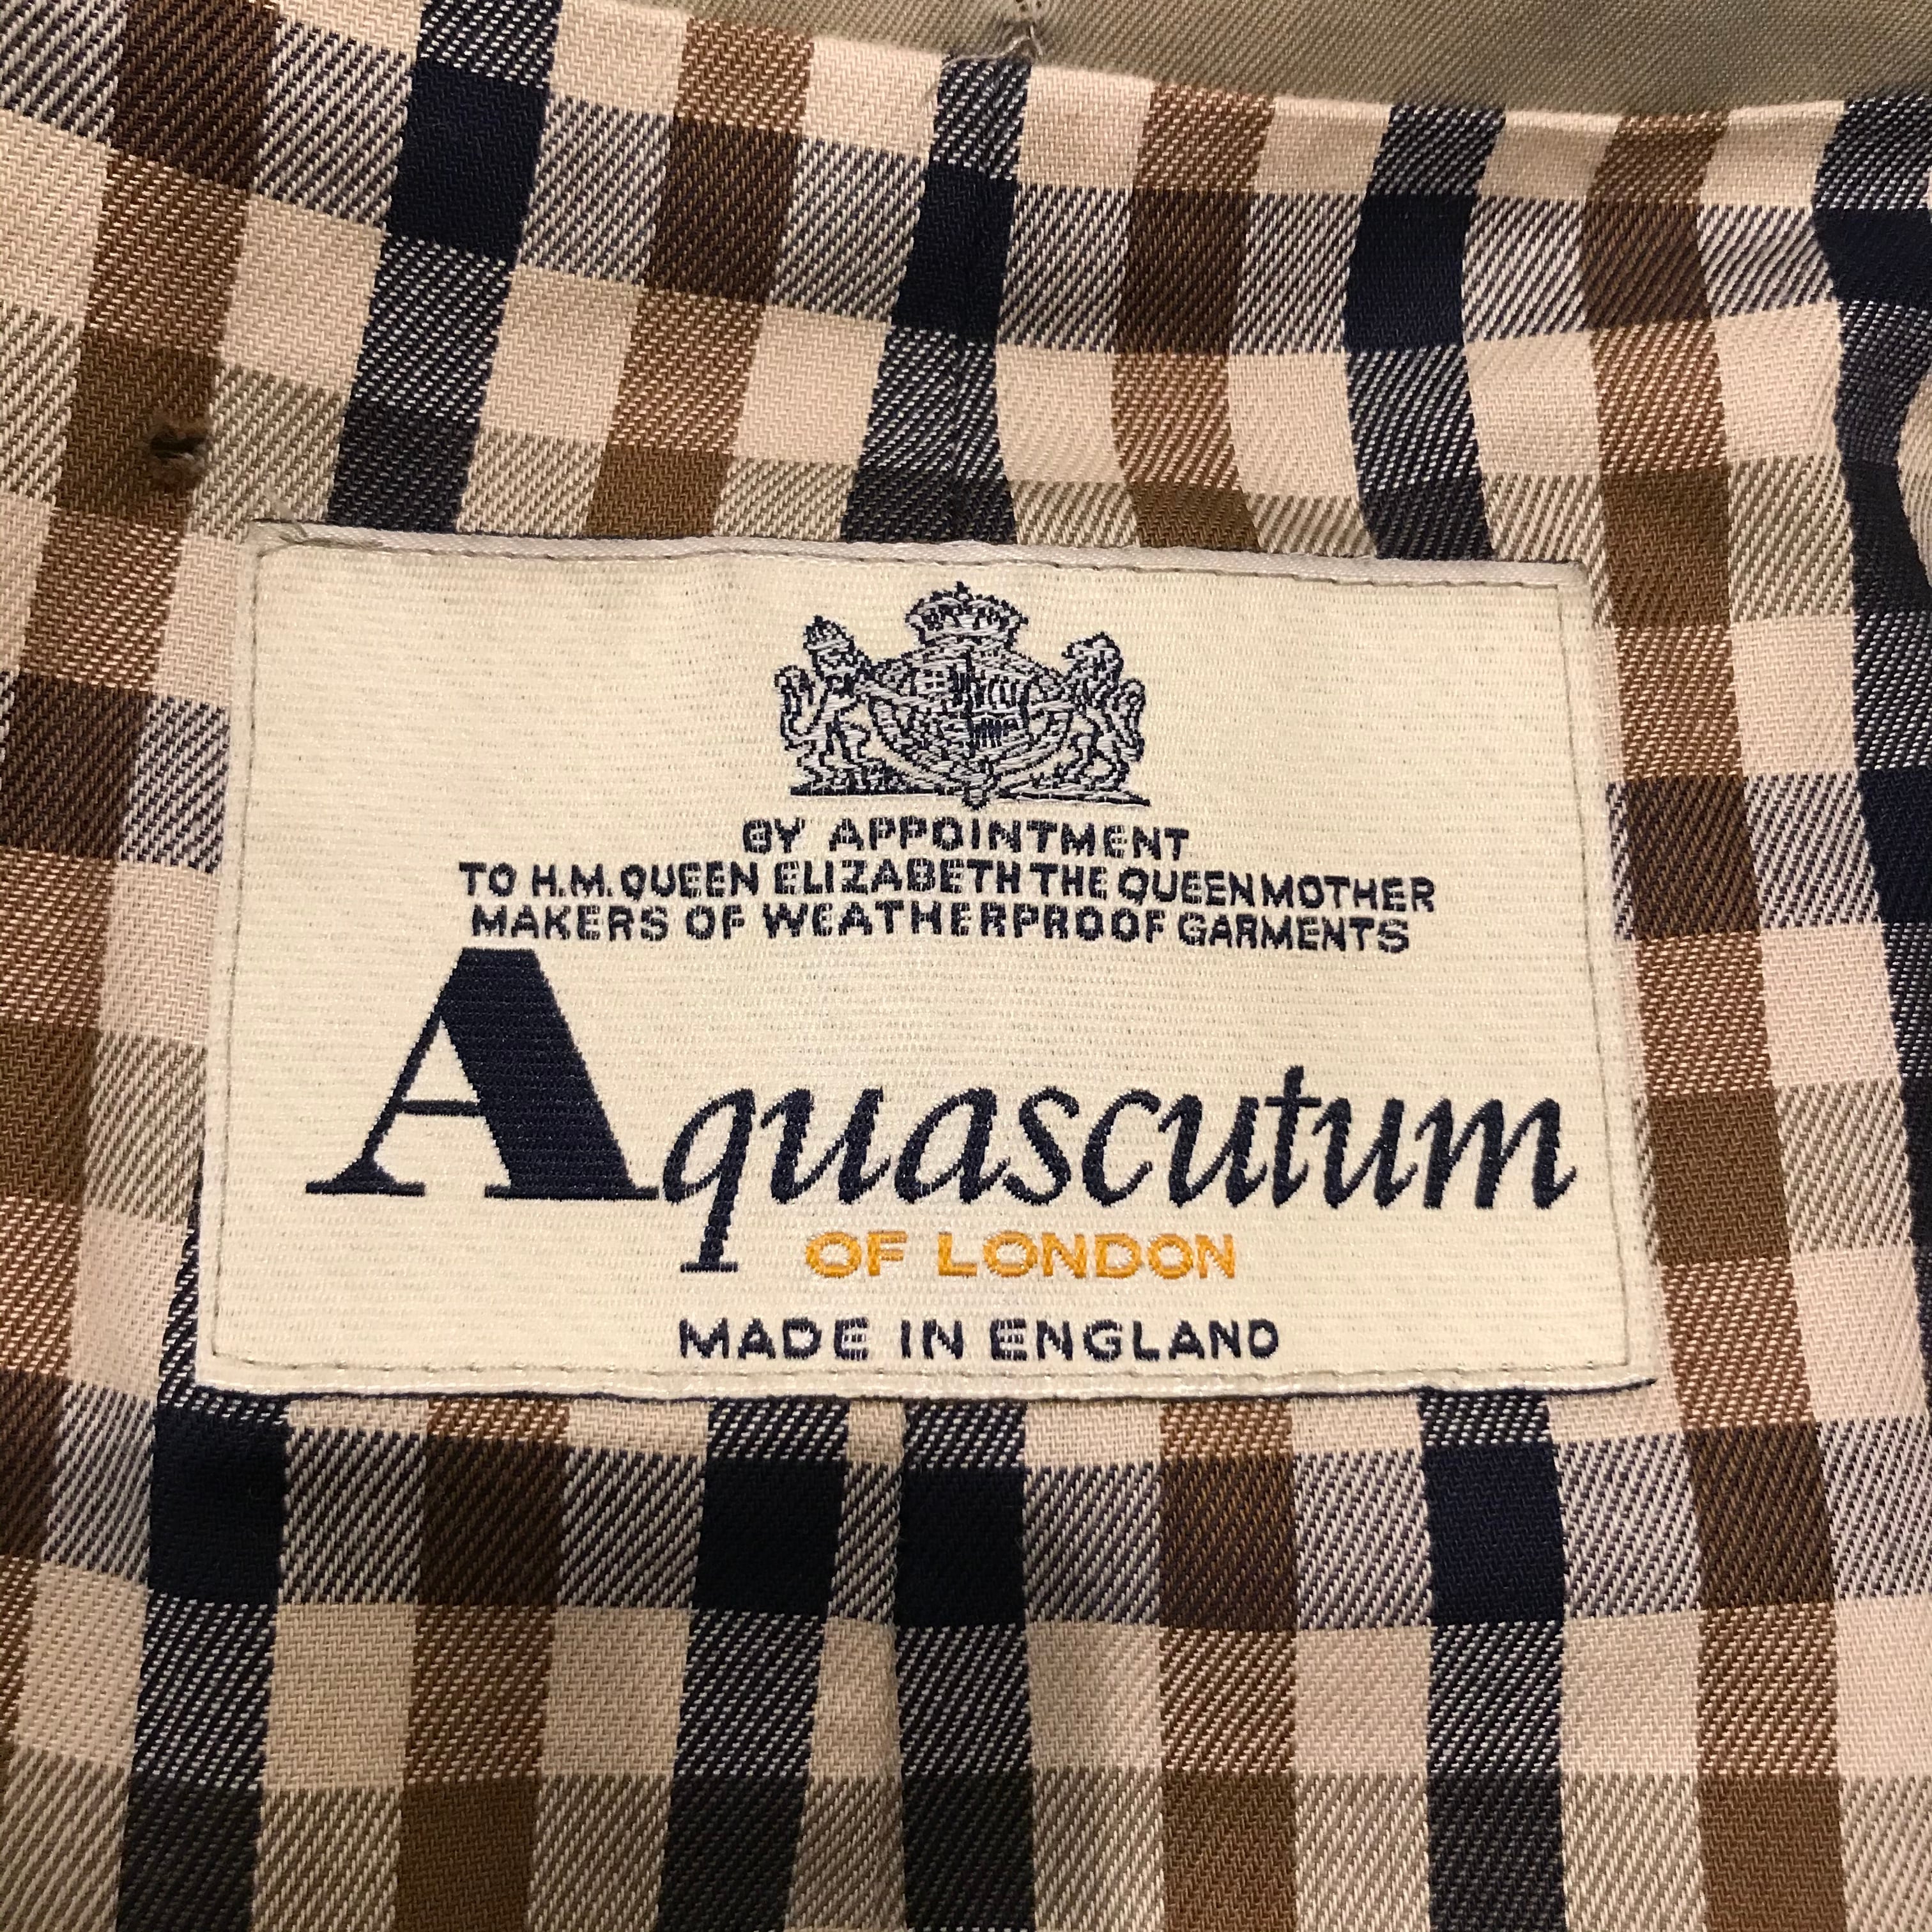 BY APPOINTMENT
TO H.M. QUEEN ELIZABETH THE QUEEN MOTHER
MAKERS OF WEATHERPROOF GARMENTS
Aquascutum
OF LONDON
MADE IN ENGLAND